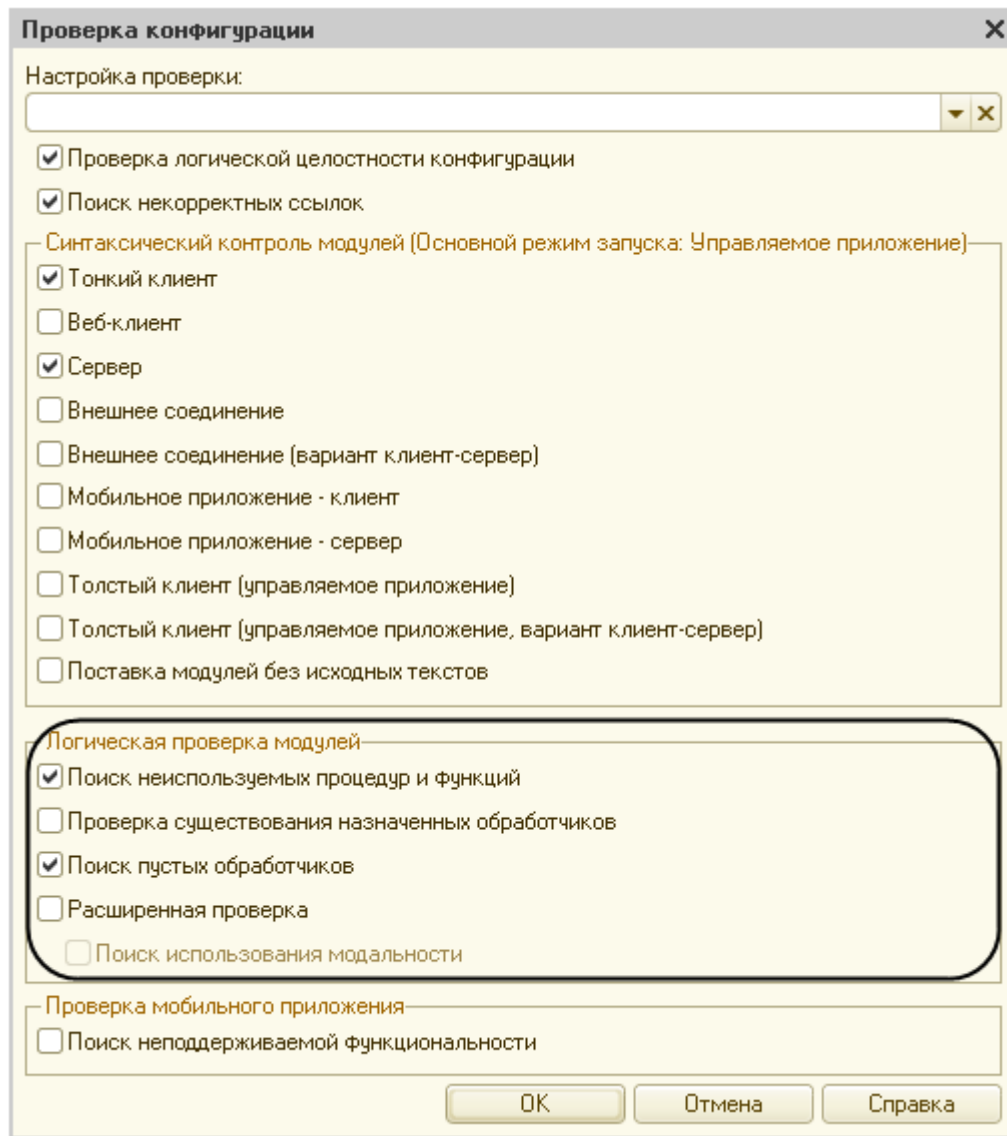 Проверка конфигурации
Настройка проверки:
Проверка логической целостности конфигурации
Поиск некорректных ссылок
Синтаксический контроль модулей (Основной режим запуска: Управляемое приложение)
Тонкий клиент
Веб-клиент
Сервер
Внешнее соединение
Внешнее соединение (вариант клиент-сервер)
Мобильное приложение - клиент
Мобильное приложение - сервер
Толстый клиент (управляемое приложение)
Толстый клиент (управляемое приложение, вариант клиент-сервер)
Поставка модулей без исходных текстов
Логическая проверка модулей
Поиск неиспользуемых процедур и функций
Проверка существования назначенных обработчиков
Поиск пустых обработчиков
Расширенная проверка
Поиск использования модальности
Проверка мобильного приложения
Поиск неподдерживаемой функциональности
OK Отмена Справка